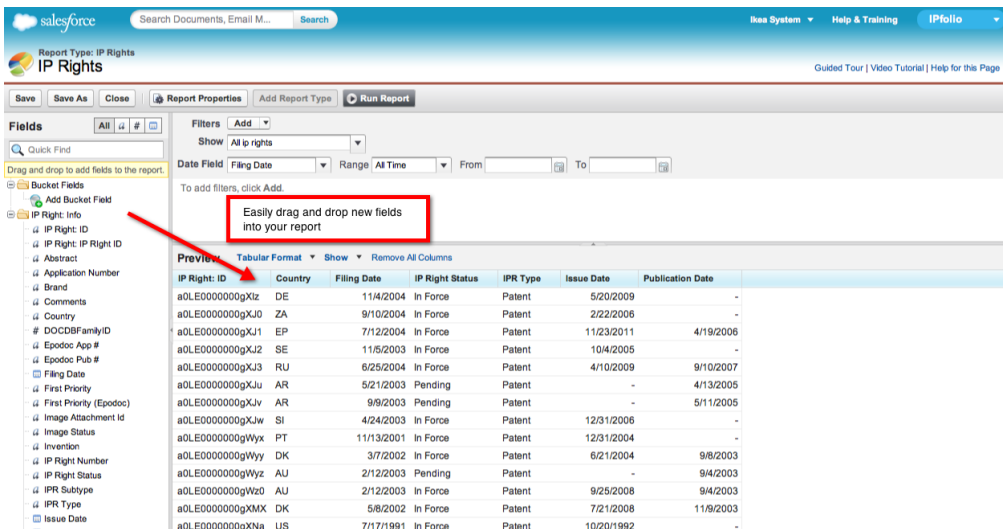 salesforce Search Documents, Email M... Search Ikea System Help & Training IPfolio
Report Type: IP Rights
IP Rights
Guided Tour | Video Tutorial | Help for this Page
Save Save As Close Report Properties Add Report Type Run Report
Fields All a # Filters Add
Quick Find
Show All ip rights
Drag and drop to add fields to the report.
Date Field Filing Date Range All Time From To
To add filters, click Add.
Bucket Fields
Add Bucket Field
IP Right: Info
IP Right: ID
IP Right: IP RIght ID
Abstract
Application Number
Brand
Comments
Country
# DOCDBFamilyID
Epodoc App #
Epodoc Pub #
Filing Date
First Priority
First Priority (Epodoc)
Image Attachment Id
Image Status
Invention
IP Right Number
IP Right Status
IPR Subtype
IPR Type
Issue Date
Easily drag and drop new fields
into your report
Preview Tabular Format Show Remove All Columns
IP Right: ID Country Filing Date IP Right Status IPR Type Issue Date Publication Date
a0LE0000000gXIz DE 11/4/2004 In Force Patent 5/20/2009 -
a0LE0000000gXJ0 ZA 9/10/2004 In Force Patent 2/22/2006 -
a0LE0000000gXJ1 EP 7/12/2004 In Force Patent 11/23/2011 4/19/2006
a0LE0000000gXJ2 SE 11/5/2003 In Force Patent 10/4/2005 -
a0LE0000000gXJ3 RU 6/25/2004 In Force Patent 4/10/2009 9/10/2007
a0LE0000000gXJu AR 5/21/2003 Pending Patent - 4/13/2005
a0LE0000000gXJv AR 9/9/2003 Pending Patent - 5/11/2005
a0LE0000000gXJw SI 4/24/2003 In Force Patent 12/31/2006 -
a0LE0000000gWyx PT 11/13/2001 In Force Patent 12/31/2004 -
a0LE0000000gWyy DK 3/7/2002 In Force Patent 6/21/2004 9/8/2003
a0LE0000000gWyz AU 2/12/2003 Pending Patent - 9/4/2003
a0LE0000000gWz0 AU 2/12/2003 In Force Patent 9/25/2008 9/4/2003
a0LE0000000gXMX DK 5/8/2002 In Force Patent 7/21/2008 11/9/2003
a0LE0000000gXNa US 7/17/1991 In Force Patent 10/20/1992 -